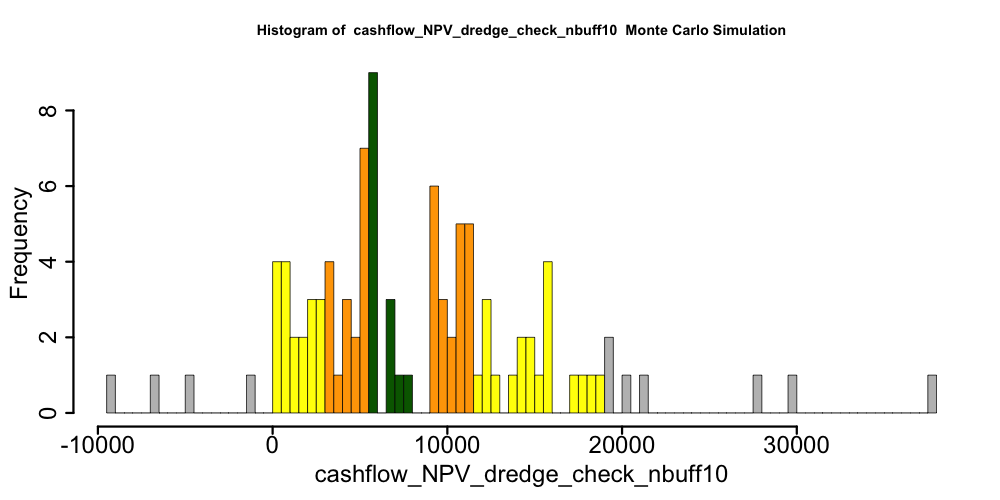 Histogram of  cashflow_NPV_dredge_check_nbuff10  Monte Carlo Simulation
Frequency
8
6
4
2
0
-10000 0 10000 20000 30000
cashflow_NPV_dredge_check_nbuff10